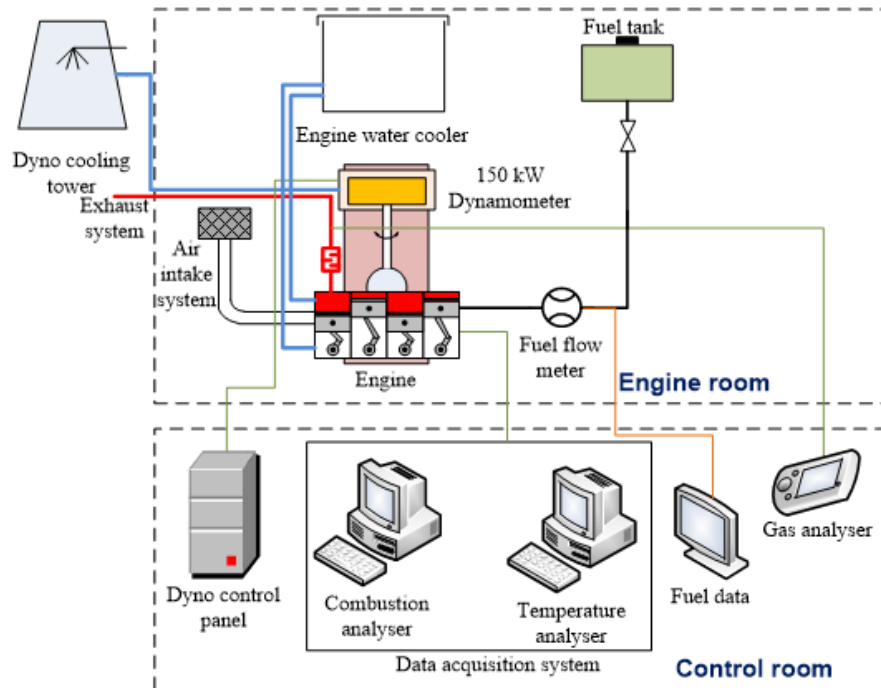 Fuel tank
Engine water cooler
Dyno cooling
tower
150 kW
Dynamometer
Exhaust
system
Air
intake
system
Fuel flow
meter
Engine
Engine room
Dyno control
panel
Combustion
analyser
Temperature
analyser
Data acquisition system
Fuel data
Gas analyser
Control room